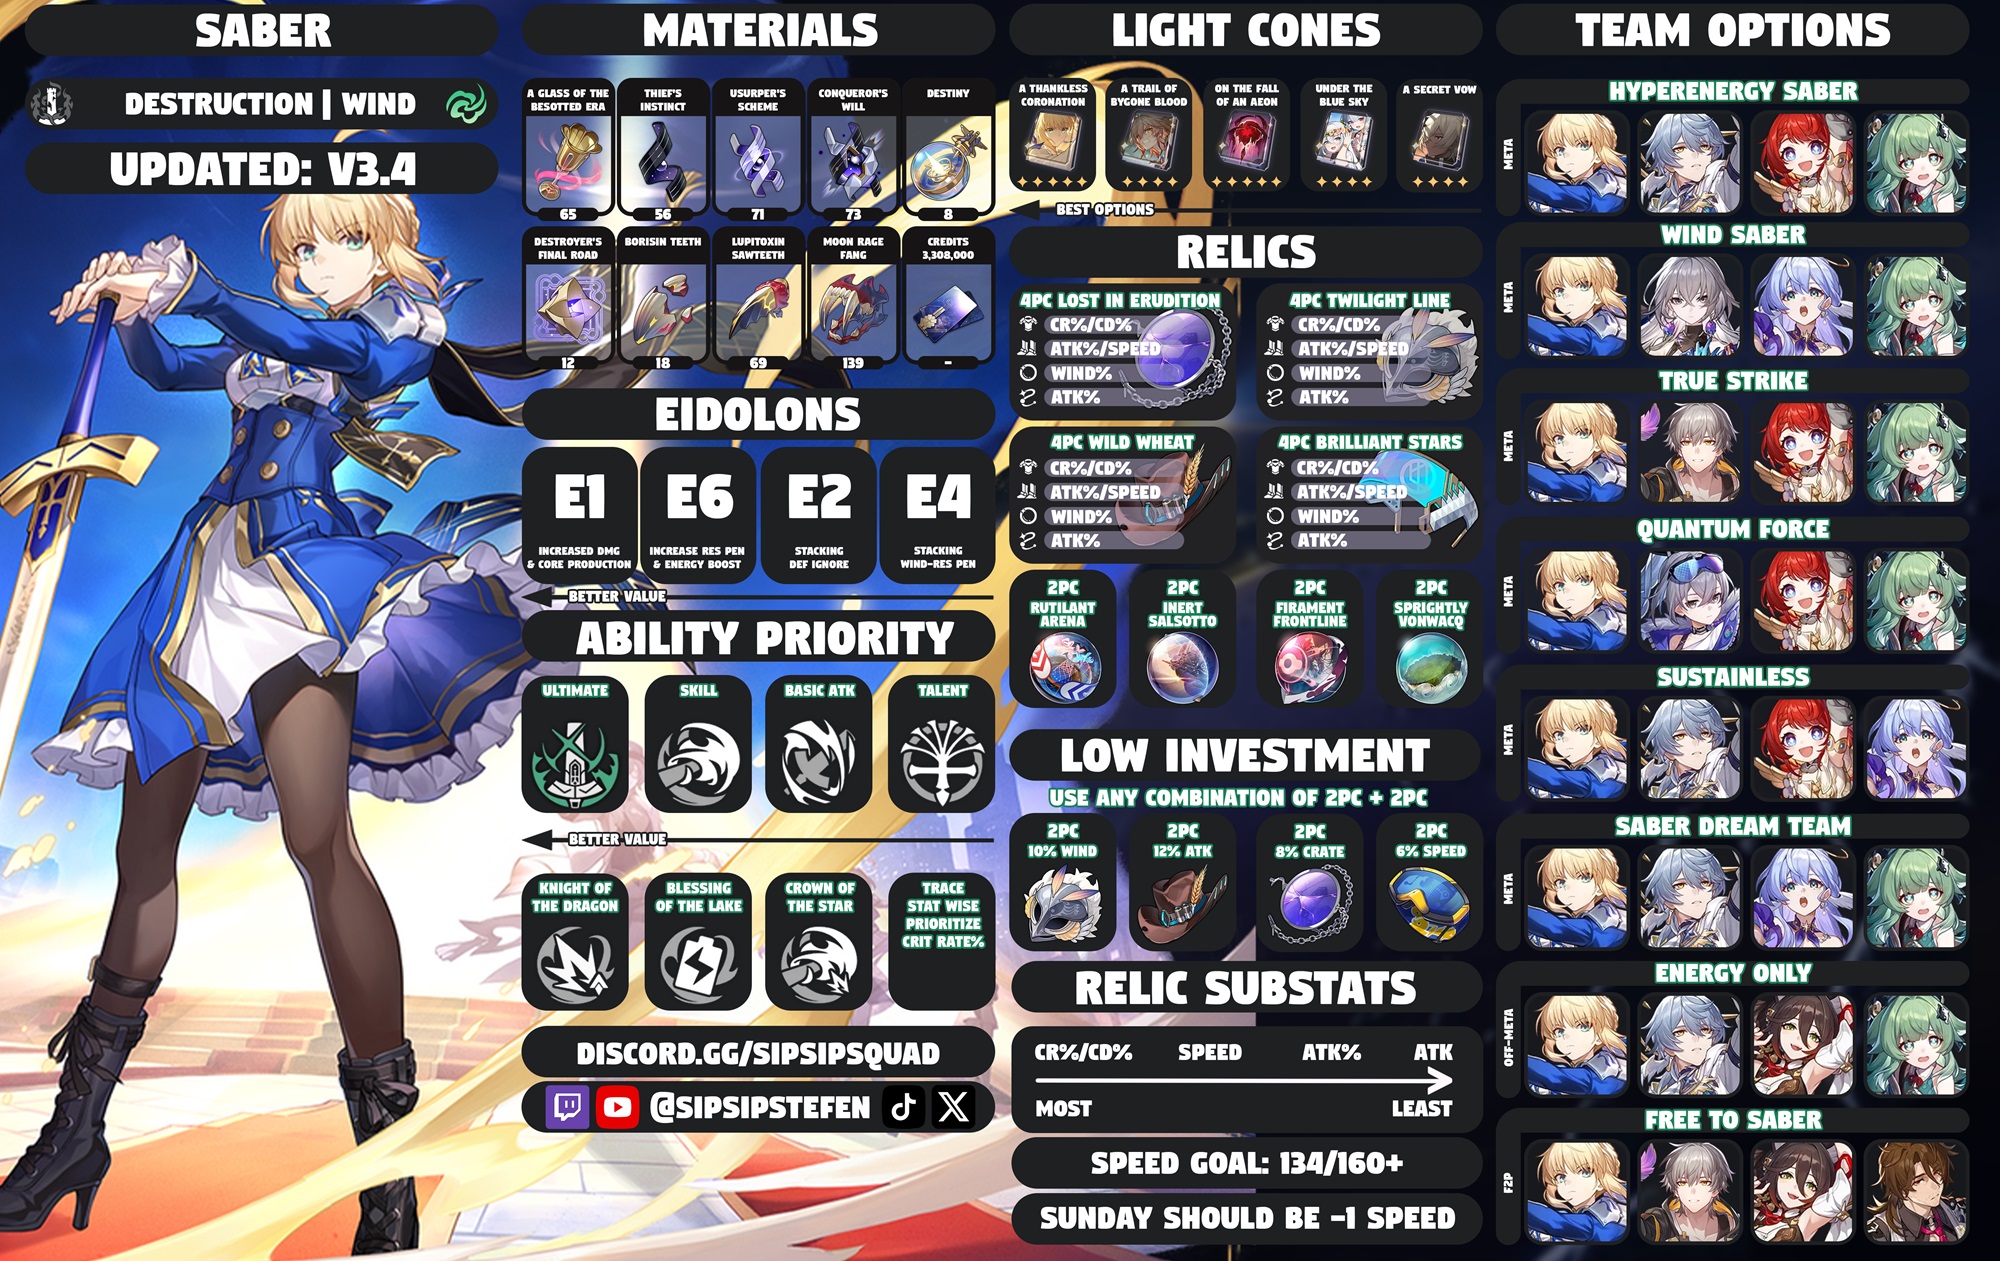 SABER
DESTRUCTION | WIND
UPDATED: V3.4
MATERIALS
A GLASS OF THE
BESOTTED ERA
65
THIEF'S
INSTINCT
56
USURPER'S
SCHEME
71
CONQUEROR'S
WILL
73
DESTINY
8
DESTROYER'S
FINAL ROAD
12
BORISIN TEETH
18
LUPITOXIN
SAWTEETH
69
MOON RAGE
FANG
139
CREDITS
3,308,000
-
EIDOLONS
E1
INCREASED DMG
& CORE PRODUCTION
E6
INCREASE RES PEN
& ENERGY BOOST
E2
STACKING
DEF IGNORE
E4
STACKING
WIND-RES PEN
BETTER VALUE
ABILITY PRIORITY
ULTIMATE
SKILL
BASIC ATK
TALENT
BETTER VALUE
KNIGHT OF
THE DRAGON
BLESSING
OF THE LAKE
CROWN OF
THE STAR
TRACE
STAT WISE
PRIORITIZE
CRIT RATE%
DISCORD.GG/SIPSIPSQUAD
@SIPSIPSTEFEN
LIGHT CONES
A THANKLESS
CORONATION
A TRAIL OF
BYGONE BLOOD
ON THE FALL
OF AN AEON
UNDER THE
BLUE SKY
A SECRET VOW
BEST OPTIONS
RELICS
4PC LOST IN ERUDITION
CR%/CD%
ATK%/SPEED
WIND%
ATK%
4PC TWILIGHT LINE
CR%/CD%
ATK%/SPEED
WIND%
ATK%
4PC WILD WHEAT
CR%/CD%
ATK%/SPEED
WIND%
ATK%
4PC BRILLIANT STARS
CR%/CD%
ATK%/SPEED
WIND%
ATK%
2PC
RUTILANT
ARENA
2PC
INERT
SALSOTTO
2PC
FIRAMENT
FRONTLINE
2PC
SPRIGHTLY
VONWACQ
LOW INVESTMENT
USE ANY COMBINATION OF 2PC + 2PC
2PC
10% WIND
2PC
12% ATK
2PC
8% CRATE
2PC
6% SPEED
RELIC SUBSTATS
CR%/CD% SPEED ATK% ATK
MOST LEAST
SPEED GOAL: 134/160+
SUNDAY SHOULD BE -1 SPEED
TEAM OPTIONS
HYPERENERGY SABER
META
WIND SABER
META
TRUE STRIKE
META
QUANTUM FORCE
META
SUSTAINLESS
META
SABER DREAM TEAM
META
ENERGY ONLY
OFF-META
FREE TO SABER
F2P